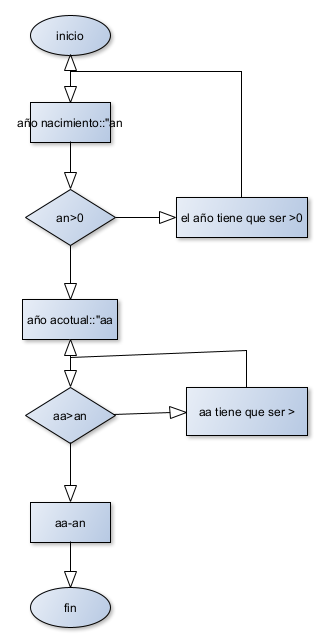 inicio
año nacimiento::"an
an>0
el año tiene que ser >0
año acotual::"aa
aa>an
aa tiene que ser >
aa-an
fin